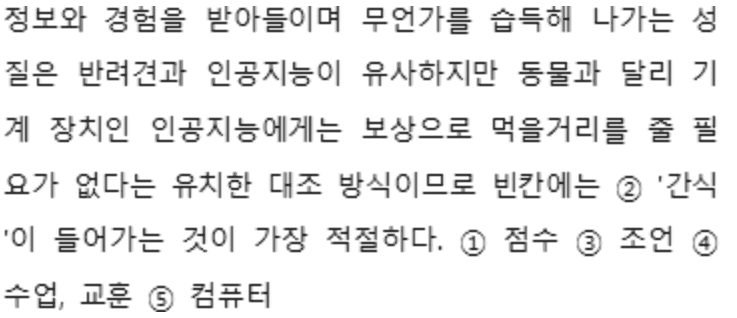 정보와 경험을 받아들이며 무언가를 습득해 나가는 성
질은 반려견과 인공지능이 유사하지만 동물과 달리 기
계 장치인 인공지능에게는 보상으로 먹을거리를 줄 필
요가 없다는 유치한 대조 방식이므로 빈칸에는 ② '간식
'이 들어가는 것이 가장 적절하다. ① 점수 ③ 조언 ④
수업, 교훈 ⑤ 컴퓨터